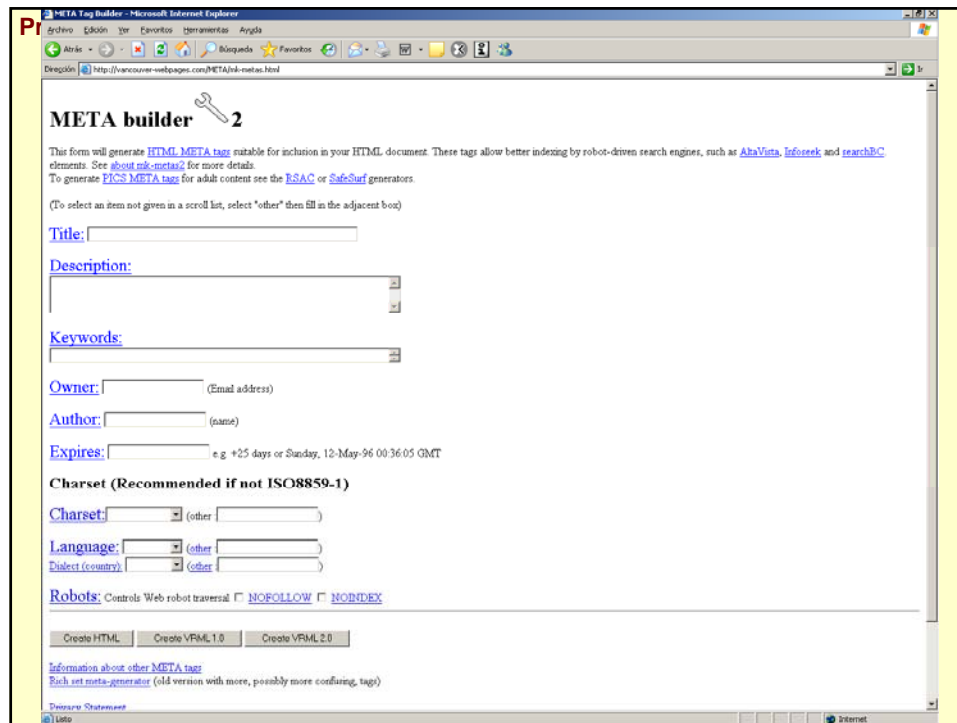 Pr
META Tag Builder - Microsoft Internet Explorer
Archivo Edición Ver Favoritos Herramientas Ayuda
Atrás Búsqueda Favoritos
Dirección http://vancouver-webpages.com/META/mk-metas.html Ir
META builder 2
This form will generate HTML META tags suitable for inclusion in your HTML document. These tags allow better indexing by robot-driven search engines, such as AltaVista, Infoseek and searchBC.
elements. See about mk-metas2 for more details.
To generate PICS META tags for adult content see the RSAC or SafeSurf generators.
(To select an item not given in a scroll list, select "other" then fill in the adjacent box)
Title:
Description:
Keywords:
Owner: (Email address)
Author: (name)
Expires: e.g. +25 days or Sunday, 12-May-96 00:36:05 GMT
Charset (Recommended if not ISO8859-1)
Charset: (other )
Language: (other )
Dialect (country): (other )
Robots: Controls Web robot traversal NOFOLLOW NOINDEX
Create HTML Create VRML 1.0 Create VRML 2.0
Information about other META tags
Rich set meta-generator (old version with more, possibly more confusing, tags)
Privacy Statement
Listo Internet